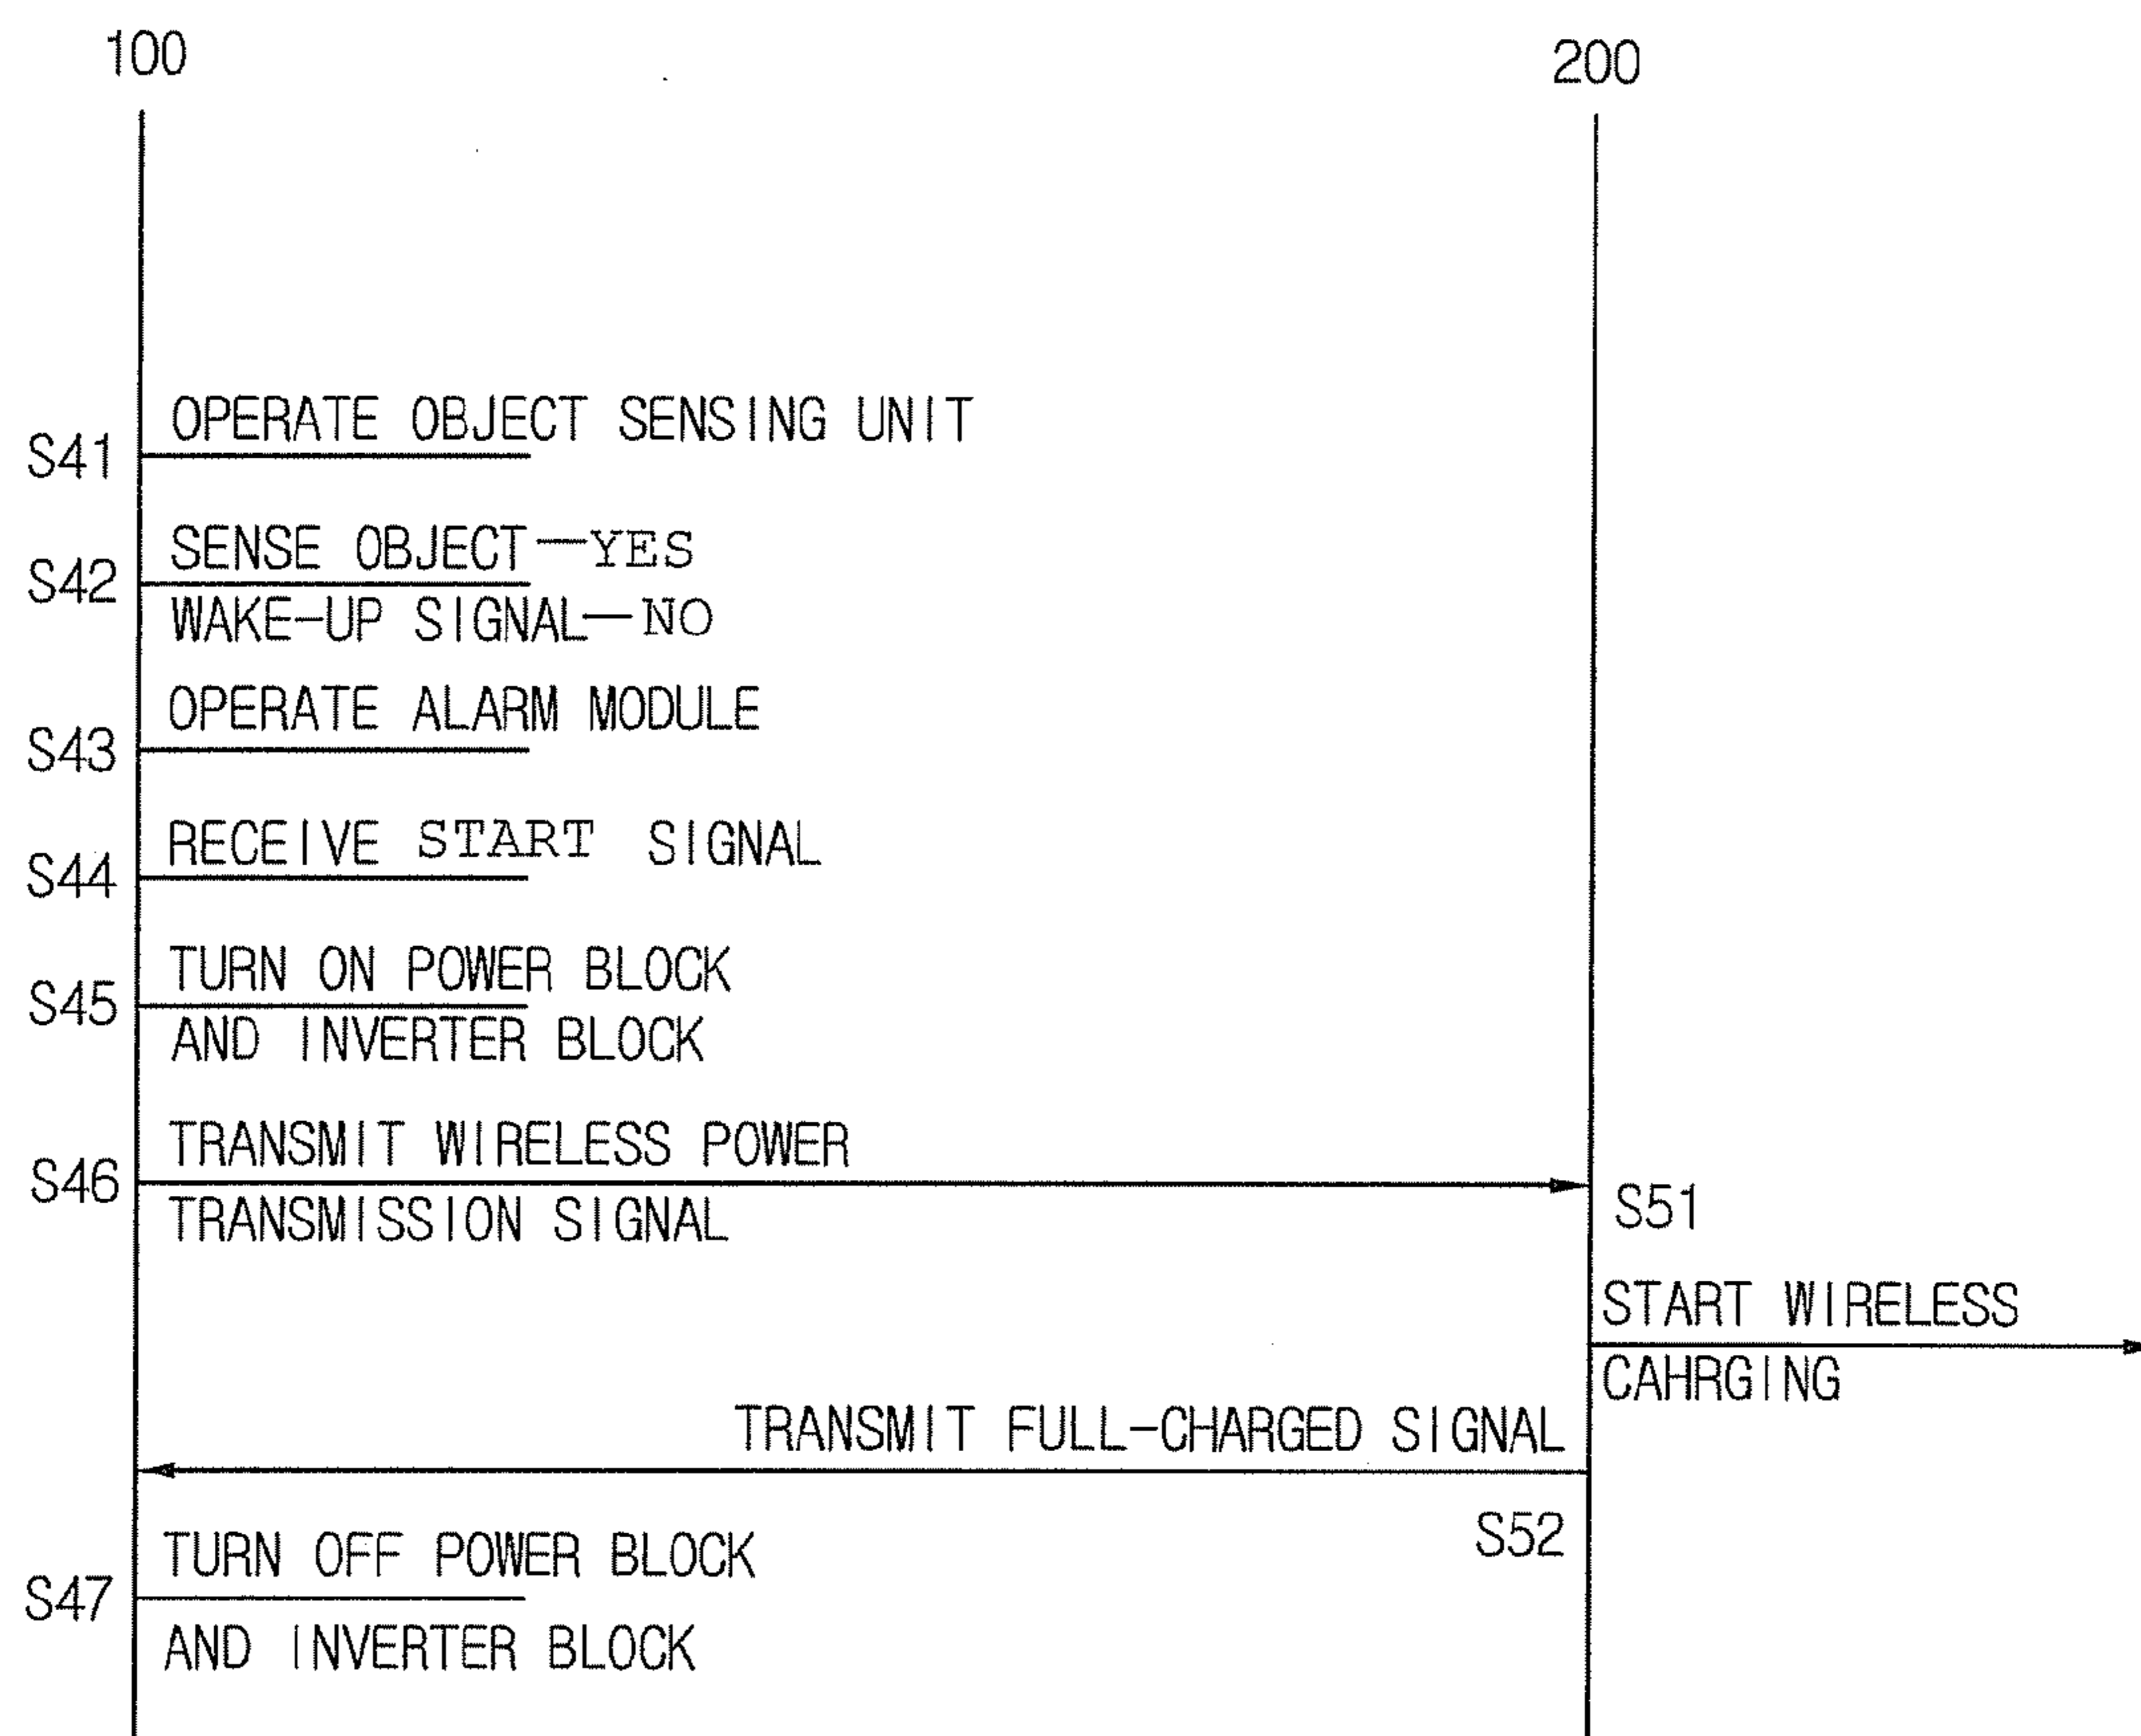 100
200
OPERATE OBJECT SENSING UNIT
S41
SENSE OBJECT—YES
S42
WAKE-UP SIGNAL—NO
OPERATE ALARM MODULE
S43
RECEIVE START SIGNAL
S44
TURN ON POWER BLOCK
S45
AND INVERTER BLOCK
TRANSMIT WIRELESS POWER
S46
TRANSMISSION SIGNAL
S51
START WIRELESS
CAHRGING
TRANSMIT FULL-CHARGED SIGNAL
S52
TURN OFF POWER BLOCK
S47
AND INVERTER BLOCK